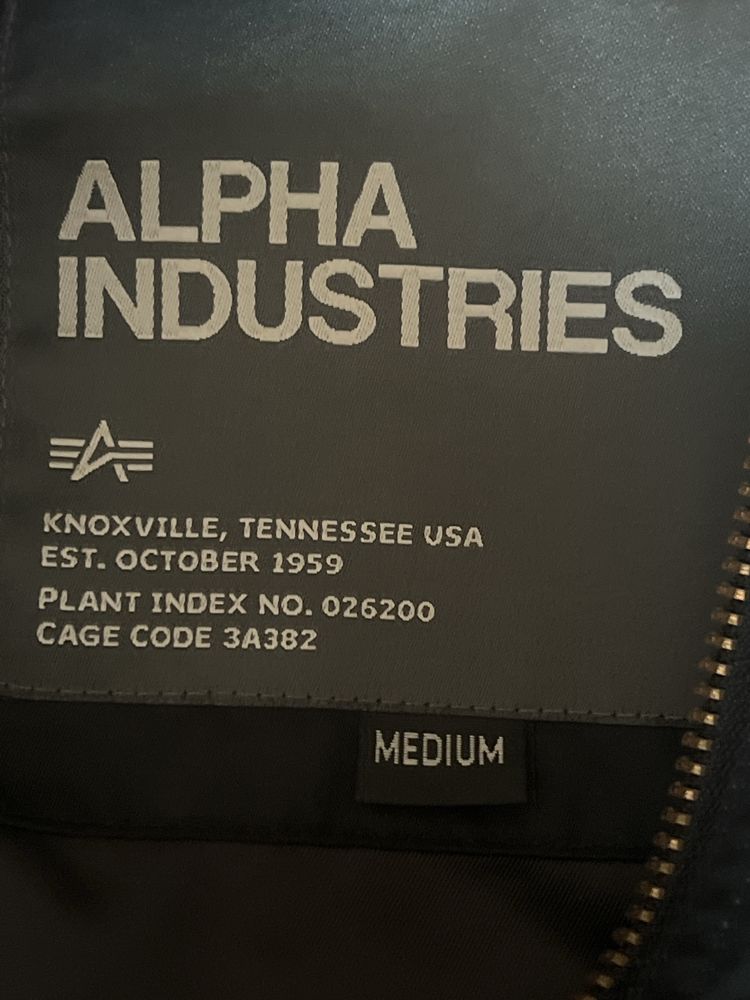 ALPHA
INDUSTRIES
KNOXVILLE, TENNESSEE USA
EST. OCTOBER 1959
PLANT INDEX NO. 026200
CAGE CODE 3A382
MEDIUM